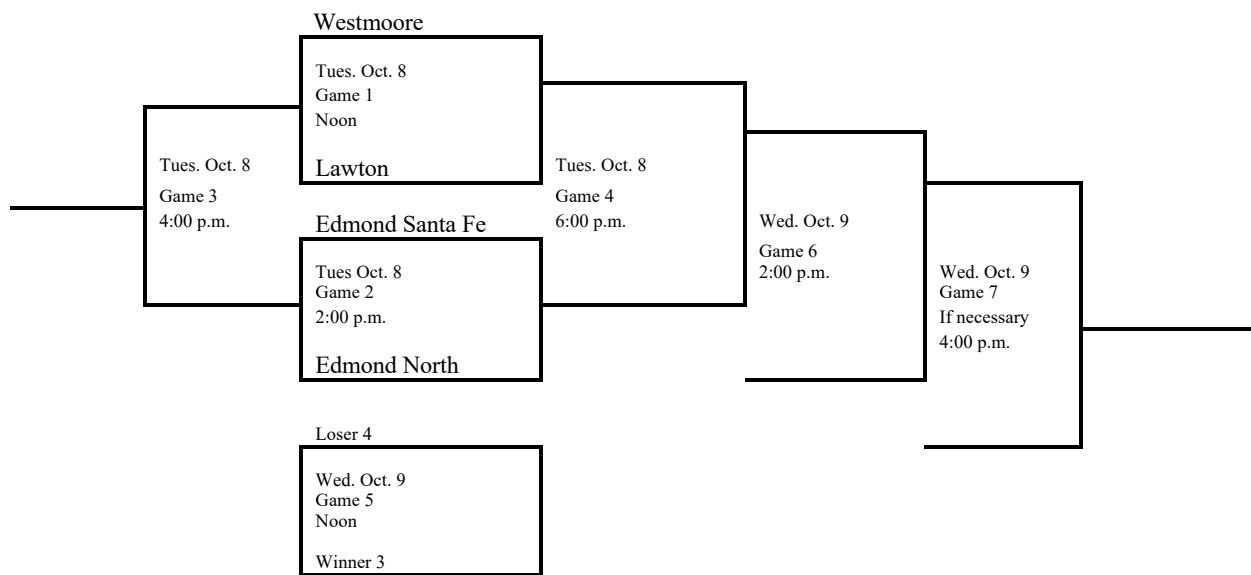 Westmoore
Tues. Oct. 8
Game 1
Noon
Lawton
Tues. Oct. 8
Game 3
4:00 p.m.
Tues. Oct. 8
Game 4
6:00 p.m.
Edmond Santa Fe
Tues Oct. 8
Game 2
2:00 p.m.
Edmond North
Wed. Oct. 9
Game 6
2:00 p.m.
Wed. Oct. 9
Game 7
If necessary
4:00 p.m.
Loser 4
Wed. Oct. 9
Game 5
Noon
Winner 3